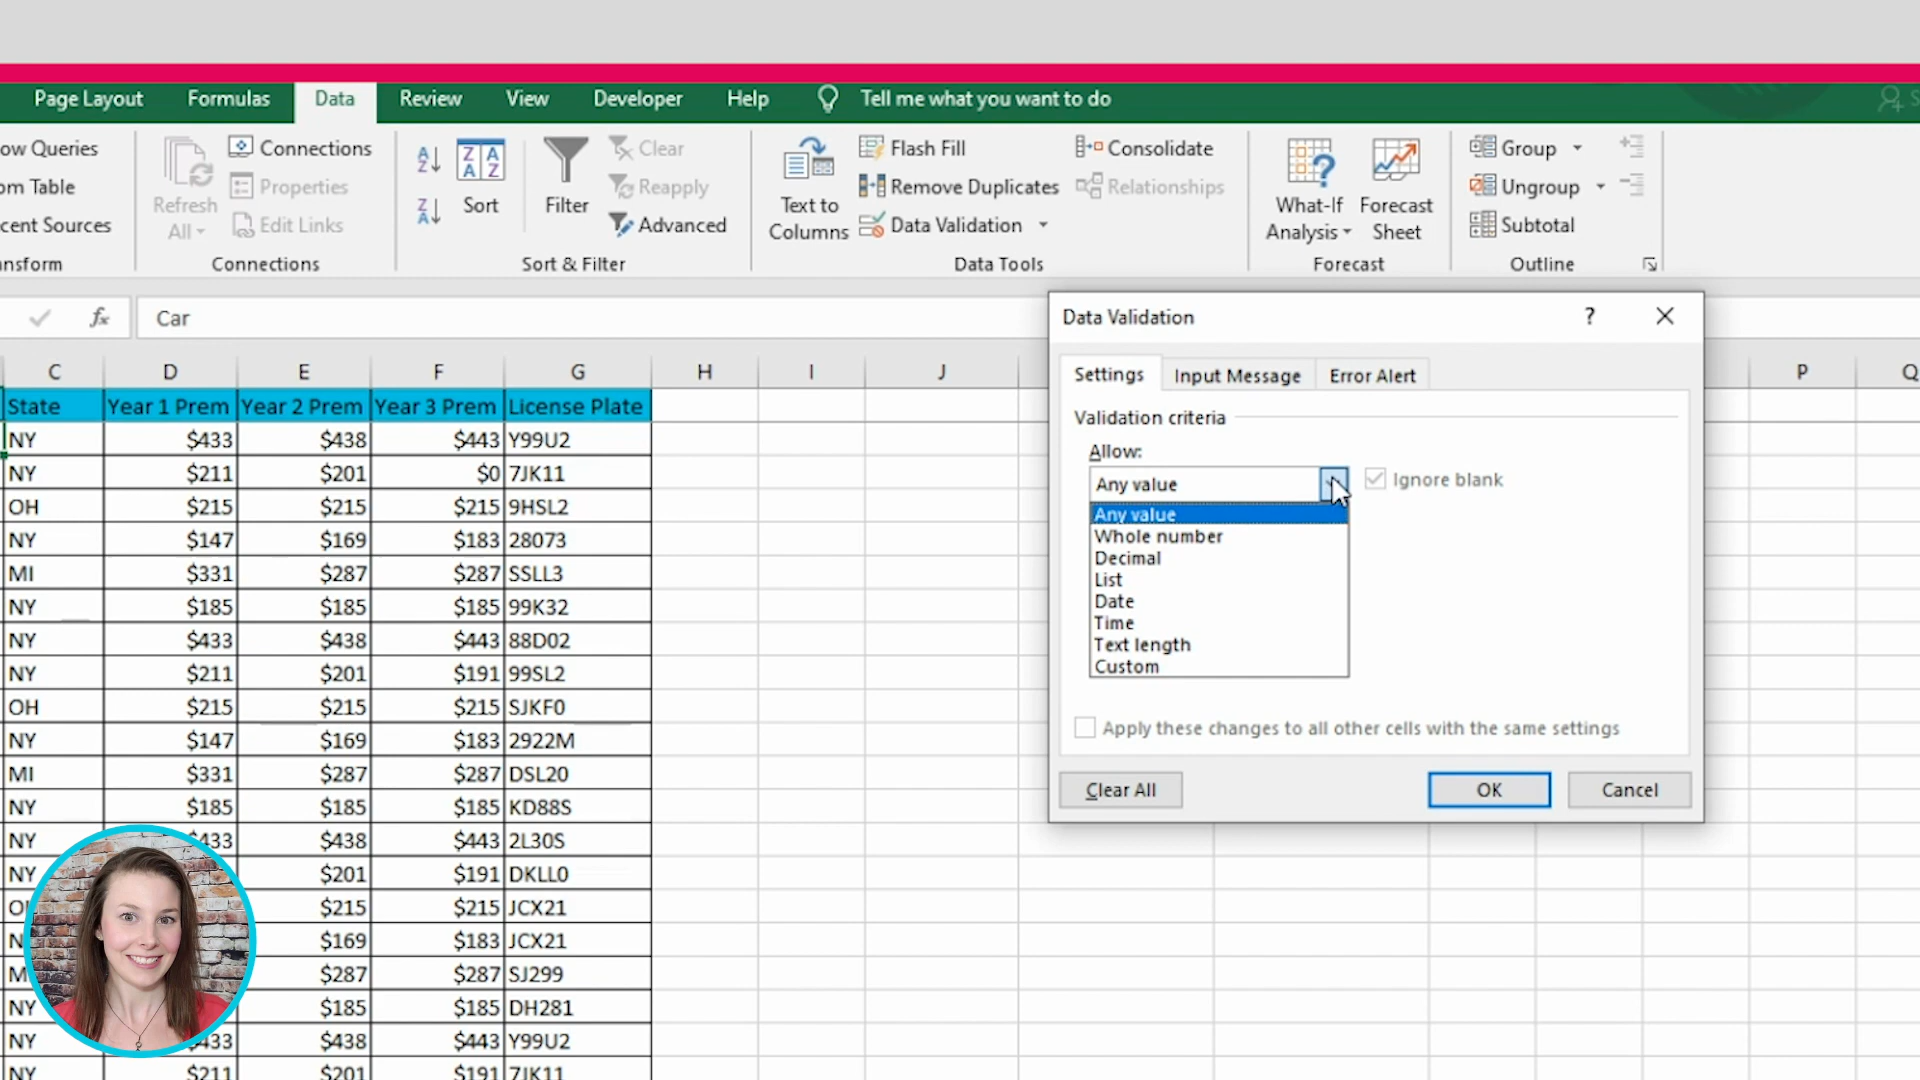 Page Layout Formulas Data Review View Developer Help Tell me what you want to do
ow Queries
om Table
cent Sources
nsform
Refresh
All
Connections
Properties
Edit Links
Connections
Sort
Filter
Clear
Reapply
Advanced
Sort & Filter
Text to
Columns
Flash Fill
Remove Duplicates
Data Validation
Consolidate
Relationships
Data Tools
What-If
Analysis
Forecast
Sheet
Forecast
Group
Ungroup
Subtotal
Outline
fx Car
C D E F G H I J P Q
State Year 1 Prem Year 2 Prem Year 3 Prem License Plate
NY $433 $438 $443 Y99U2
NY $211 $201 $0 7JK11
OH $215 $215 $215 9HSL2
NY $147 $169 $183 28073
MI $331 $287 $287 SSLL3
NY $185 $185 $185 99K32
NY $433 $438 $443 88D02
NY $211 $201 $191 99SL2
OH $215 $215 $215 SJKF0
NY $147 $169 $183 2922M
MI $331 $287 $287 DSL20
NY $185 $185 $185 KD88S
NY $433 $438 $443 2L30S
NY $201 $191 DKLL0
$215 $215 JCX21
$169 $183 JCX21
$287 $287 SJ299
NY $185 $185 DH281
NY $433 $438 $443 Y99U2
NY $211 $201 $191 7JK11
Data Validation ?
Settings Input Message Error Alert
Validation criteria
Allow:
Any value Ignore blank
Any value
Whole number
Decimal
List
Date
Time
Text length
Custom
Apply these changes to all other cells with the same settings
Clear All OK Cancel